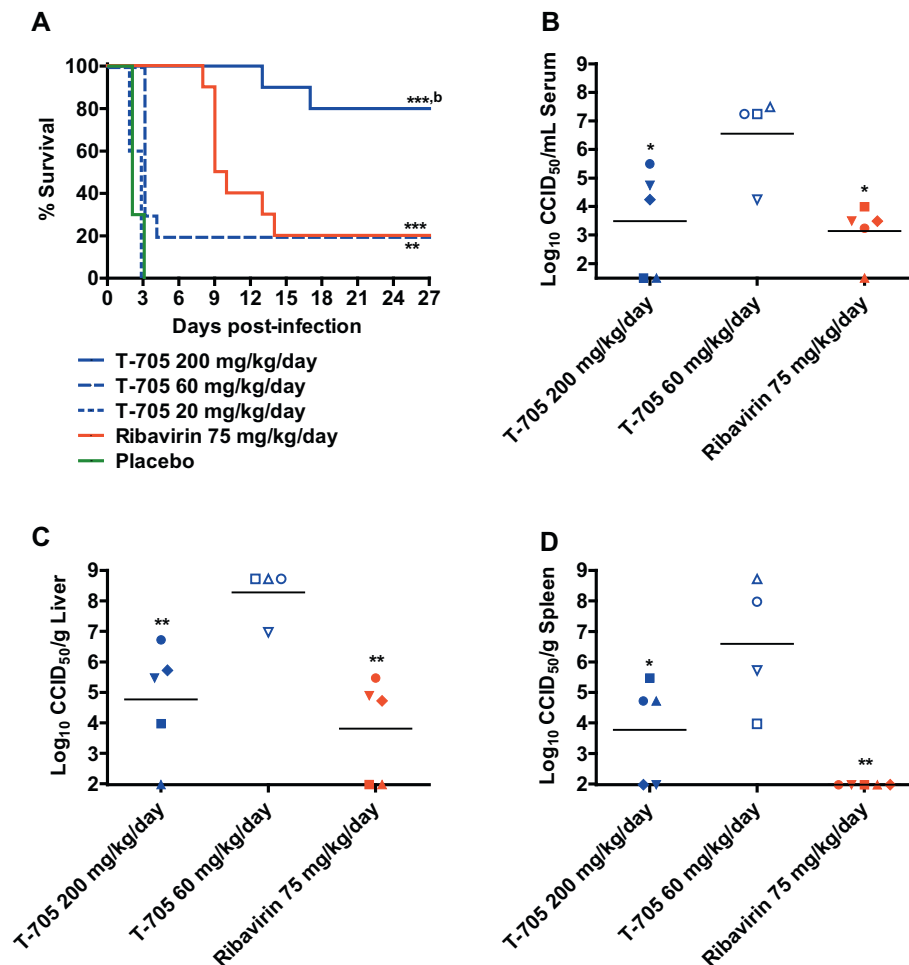 A
% Survival
100
80
60
40
20
0
***,b
***
**
0 3 6 9 12 15 18 21 24 27
Days post-infection
T-705 200 mg/kg/day
T-705 60 mg/kg/day
T-705 20 mg/kg/day
Ribavirin 75 mg/kg/day
Placebo
B
Log10 CCID50/mL Serum
9
8
7
6
5
4
3
2
*
*
T-705 200 mg/kg/day
T-705 60 mg/kg/day
Ribavirin 75 mg/kg/day
C
Log10 CCID50/g Liver
9
8
7
6
5
4
3
2
**
**
T-705 200 mg/kg/day
T-705 60 mg/kg/day
Ribavirin 75 mg/kg/day
D
Log10 CCID50/g Spleen
9
8
7
6
5
4
3
2
*
**
T-705 200 mg/kg/day
T-705 60 mg/kg/day
Ribavirin 75 mg/kg/day